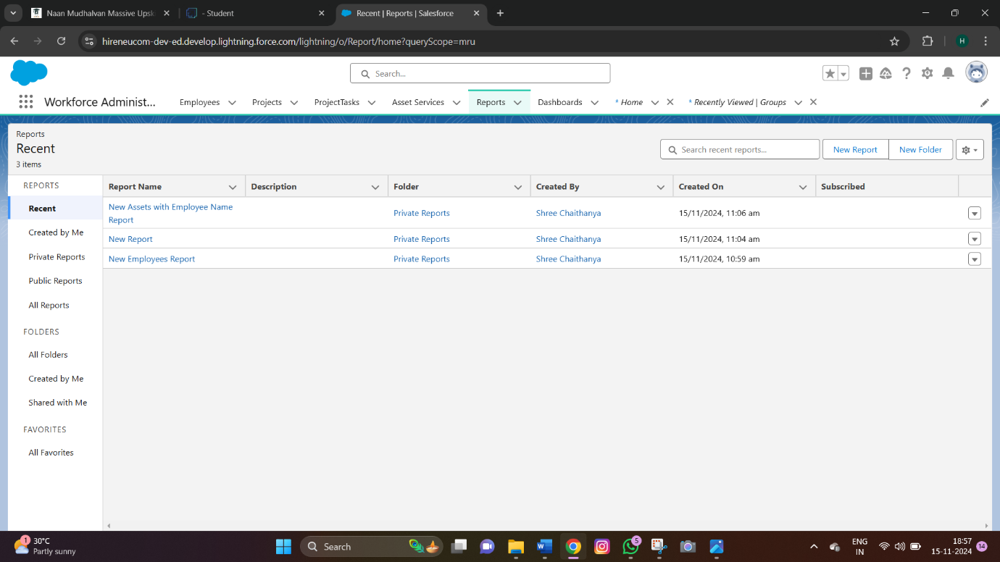 Naan Mudhalvan Massive Upsk
- Student
Recent | Reports | Salesforce
hireneucom-dev-ed.develop.lightning.force.com/lightning/o/Report/home?queryScope=mru
H
Search...
Workforce Administ...
Employees
Projects
ProjectTasks
Asset Services
Reports
Dashboards
* Home
* Recently Viewed | Groups
Reports
Recent
3 items
Search recent reports...
New Report
New Folder
REPORTS
Recent
Created by Me
Private Reports
Public Reports
All Reports
FOLDERS
All Folders
Created by Me
Shared with Me
FAVORITES
All Favorites
Report Name
Description
Folder
Created By
Created On
Subscribed
New Assets with Employee Name
Report
Private Reports
Shree Chaithanya
15/11/2024, 11:06 am
New Report
Private Reports
Shree Chaithanya
15/11/2024, 11:04 am
New Employees Report
Private Reports
Shree Chaithanya
15/11/2024, 10:59 am
1
30°C
Partly sunny
Search
W
5
ENG
IN
18:57
15-11-2024
14